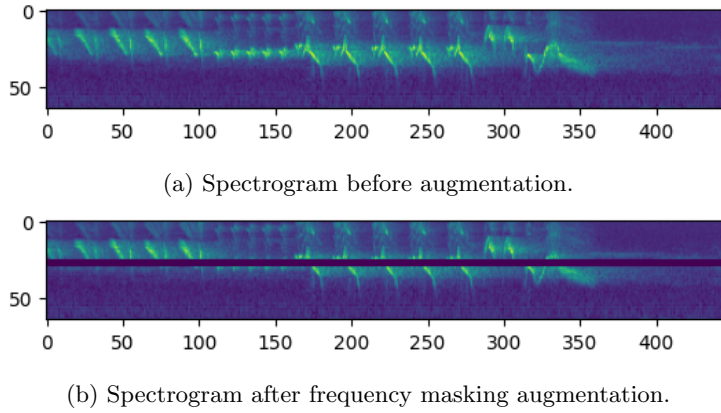 0
50
0 50 100 150 200 250 300 350 400
(a) Spectrogram before augmentation.
0
50
0 50 100 150 200 250 300 350 400
(b) Spectrogram after frequency masking augmentation.